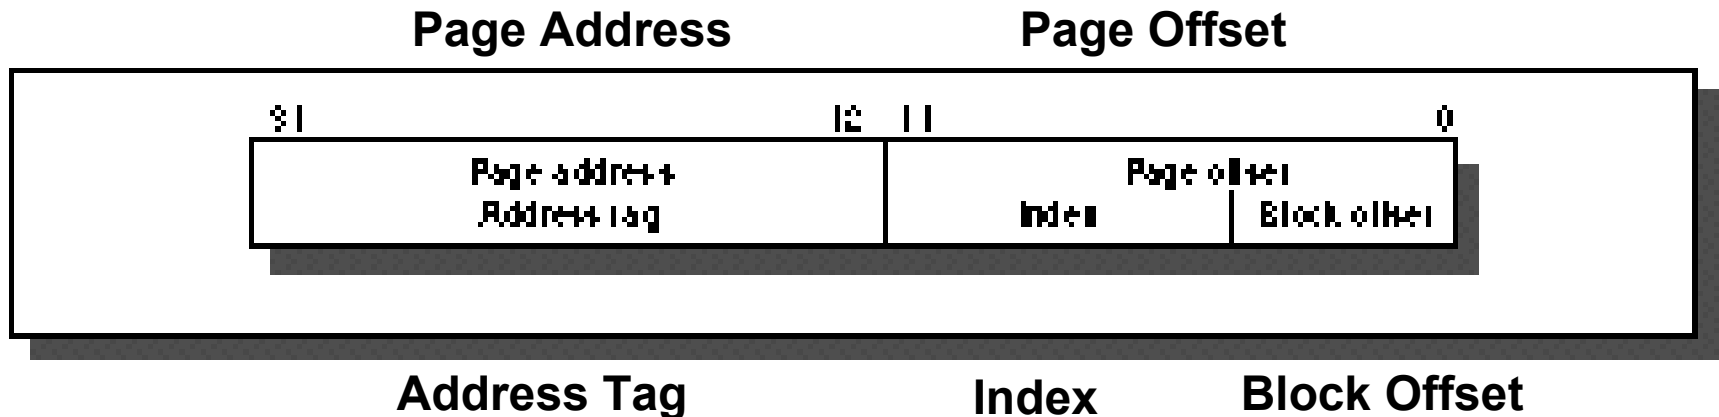 Page Address Page Offset
31 12 11 0
Page address Page offset
Address tag Index Block offset
Address Tag Index Block Offset